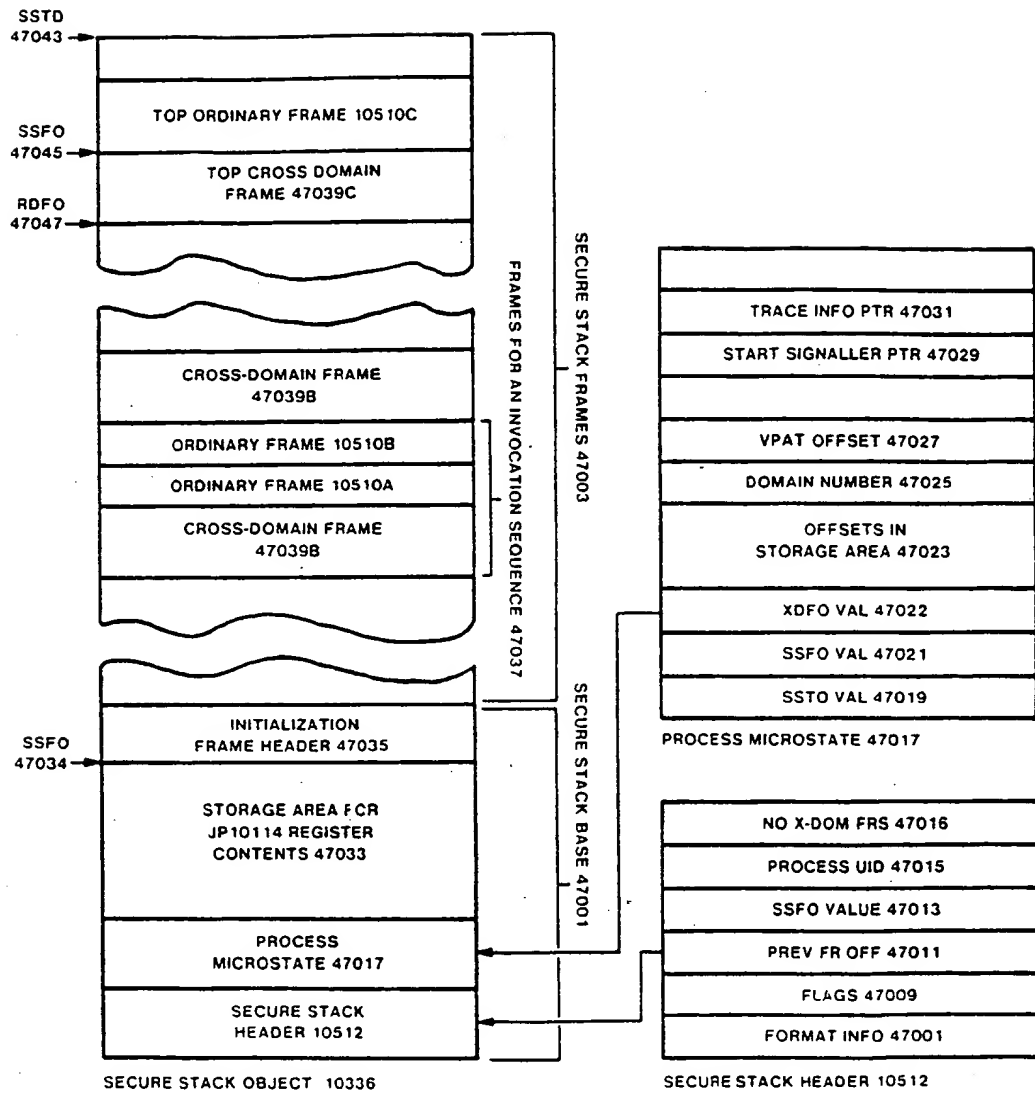 SSTD
47043
TOP ORDINARY FRAME 10510C
SSFO
47045
TOP CROSS DOMAIN
FRAME 47039C
RDFO
47047
CROSS-DOMAIN FRAME
47039B
ORDINARY FRAME 10510B
ORDINARY FRAME 10510A
CROSS-DOMAIN FRAME
47039B
FRAMES FOR AN INVOCATION SEQUENCE 47037
SECURE STACK FRAMES 47003
INITIALIZATION
FRAME HEADER 47035
SSFO
47034
STORAGE AREA FCR
JP10114 REGISTER
CONTENTS 47033
PROCESS
MICROSTATE 47017
SECURE STACK
HEADER 10512
SECURE STACK BASE 47001
SECURE STACK OBJECT 10336
TRACE INFO PTR 47031
START SIGNALLER PTR 47029
VPAT OFFSET 47027
DOMAIN NUMBER 47025
OFFSETS IN
STORAGE AREA 47023
XDFO VAL 47022
SSFO VAL 47021
SSTO VAL 47019
PROCESS MICROSTATE 47017
NO X-DOM FRS 47016
PROCESS UID 47015
SSFO VALUE 47013
PREV FR OFF 47011
FLAGS 47009
FORMAT INFO 47001
SECURE STACK HEADER 10512